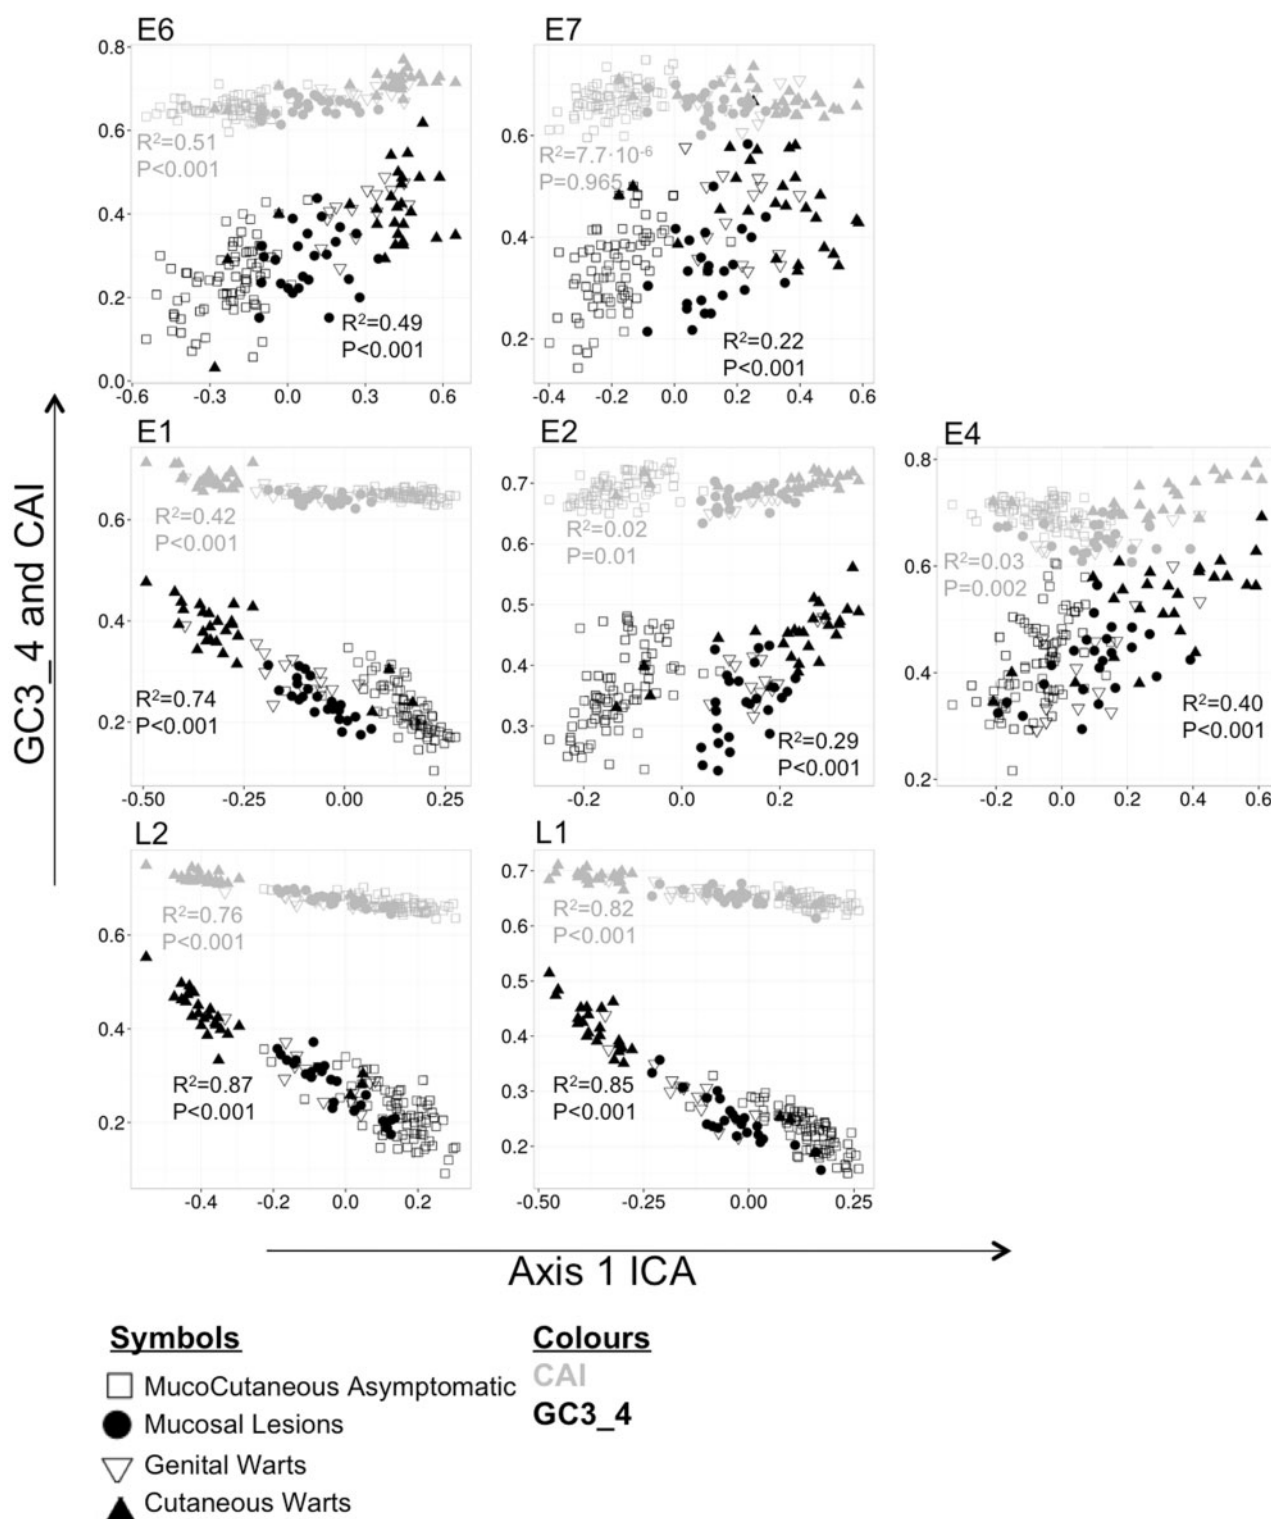 E6
0.8
0.6
0.4
0.2
0.0
R²=0.51
P<0.001
R²=0.49
P<0.001
-0.6 -0.3 0.0 0.3 0.6
E7
0.6
0.4
0.2
R²=7.7·10⁻⁶
P=0.965
R²=0.22
P<0.001
-0.4 -0.2 0.0 0.2 0.4 0.6
GC3_4 and CAI
E1
0.6
0.4
0.2
R²=0.42
P<0.001
R²=0.74
P<0.001
-0.50 -0.25 0.00 0.25
E2
0.7
0.6
0.5
0.4
0.3
R²=0.02
P=0.01
R²=0.29
P<0.001
-0.2 0.0 0.2
E4
0.8
0.6
0.4
0.2
R²=0.03
P=0.002
R²=0.40
P<0.001
-0.2 0.0 0.2 0.4 0.6
L2
0.6
0.4
0.2
R²=0.76
P<0.001
R²=0.87
P<0.001
-0.4 -0.2 0.0 0.2
L1
0.7
0.6
0.5
0.4
0.3
0.2
R²=0.82
P<0.001
R²=0.85
P<0.001
-0.50 -0.25 0.00 0.25
Axis 1 ICA
Symbols
MucoCutaneous Asymptomatic
Mucosal Lesions
Genital Warts
Cutaneous Warts
Colours
CAI
GC3_4